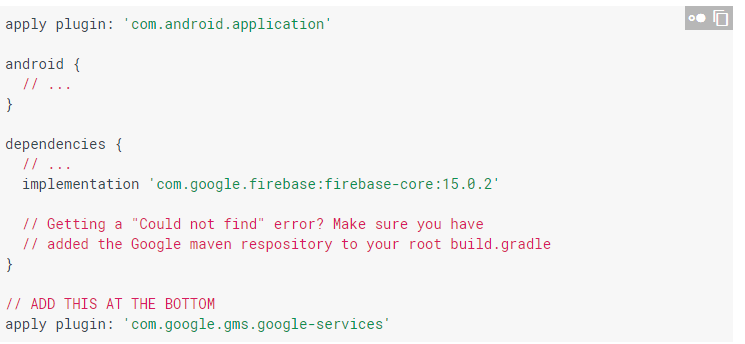 apply plugin: 'com.android.application'
android {
// ...
}
dependencies {
// ...
implementation 'com.google.firebase:firebase-core:15.0.2'
// Getting a "Could not find" error? Make sure you have
// added the Google maven respository to your root build.gradle
}
// ADD THIS AT THE BOTTOM
apply plugin: 'com.google.gms.google-services'